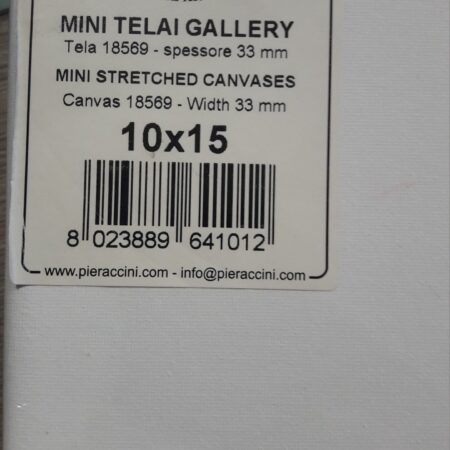 MINI TELAI GALLERY
Tela 18569 - spessore 33 mm
MINI STRETCHED CANVASES
Canvas 18569 - Width 33 mm
10x15
8 023889 641012
www.pieraccini.com - info@pieraccini.com